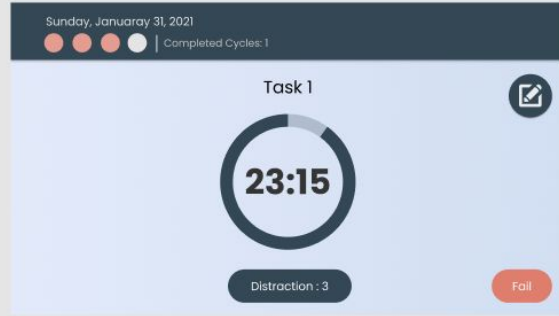 Sunday, Januaray 31, 2021
Completed Cycles: 1
Task 1
23:15
Distraction : 3
Fail